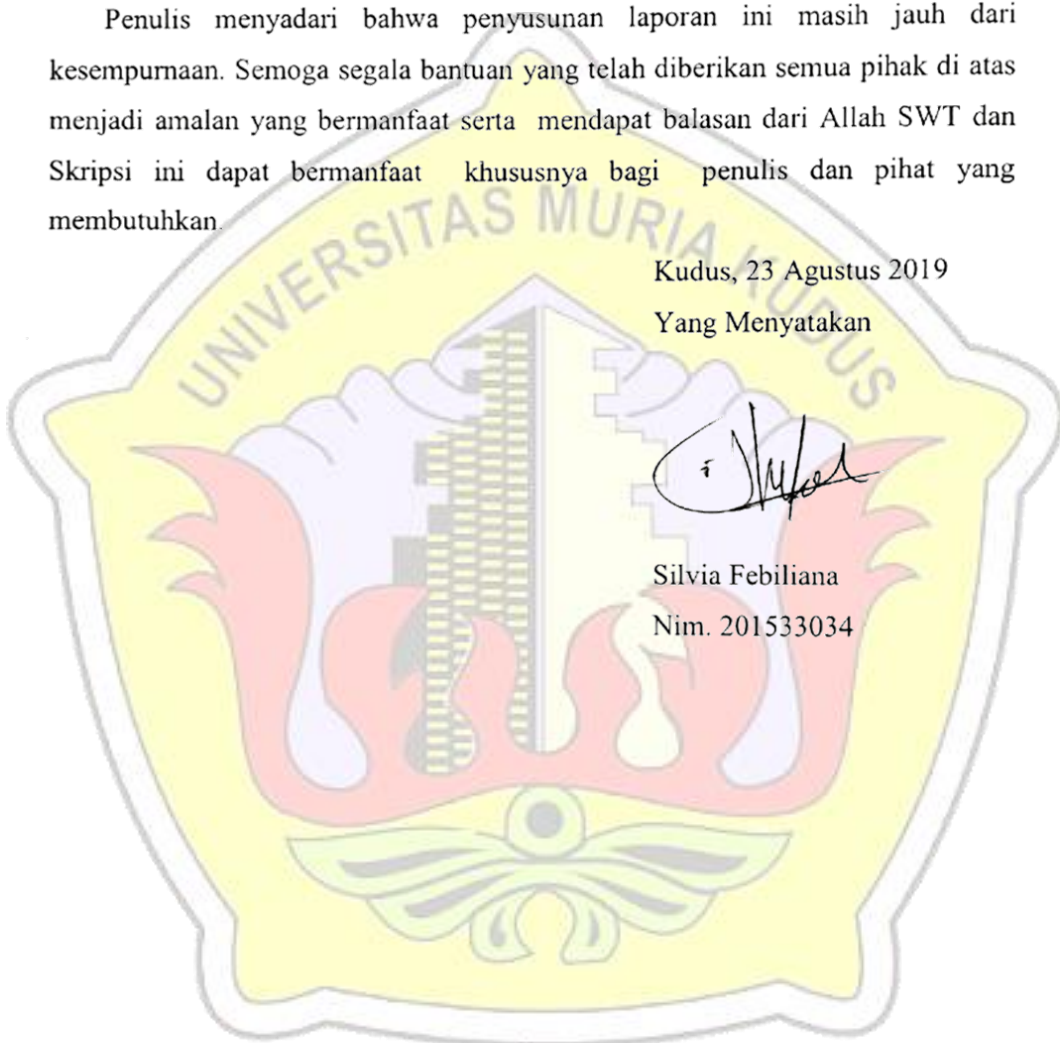 Penulis menyadari bahwa penyusunan laporan ini masih jauh dari
kesempurnaan. Semoga segala bantuan yang telah diberikan semua pihak di atas
menjadi amalan yang bermanfaat serta mendapat balasan dari Allah SWT dan
Skripsi ini dapat bermanfaat khususnya bagi penulis dan pihat yang
membutuhkan.
UNIVERSITAS MURIA KUDUS
Kudus, 23 Agustus 2019
Yang Menyatakan
Silvia Febiliana
Nim. 201533034